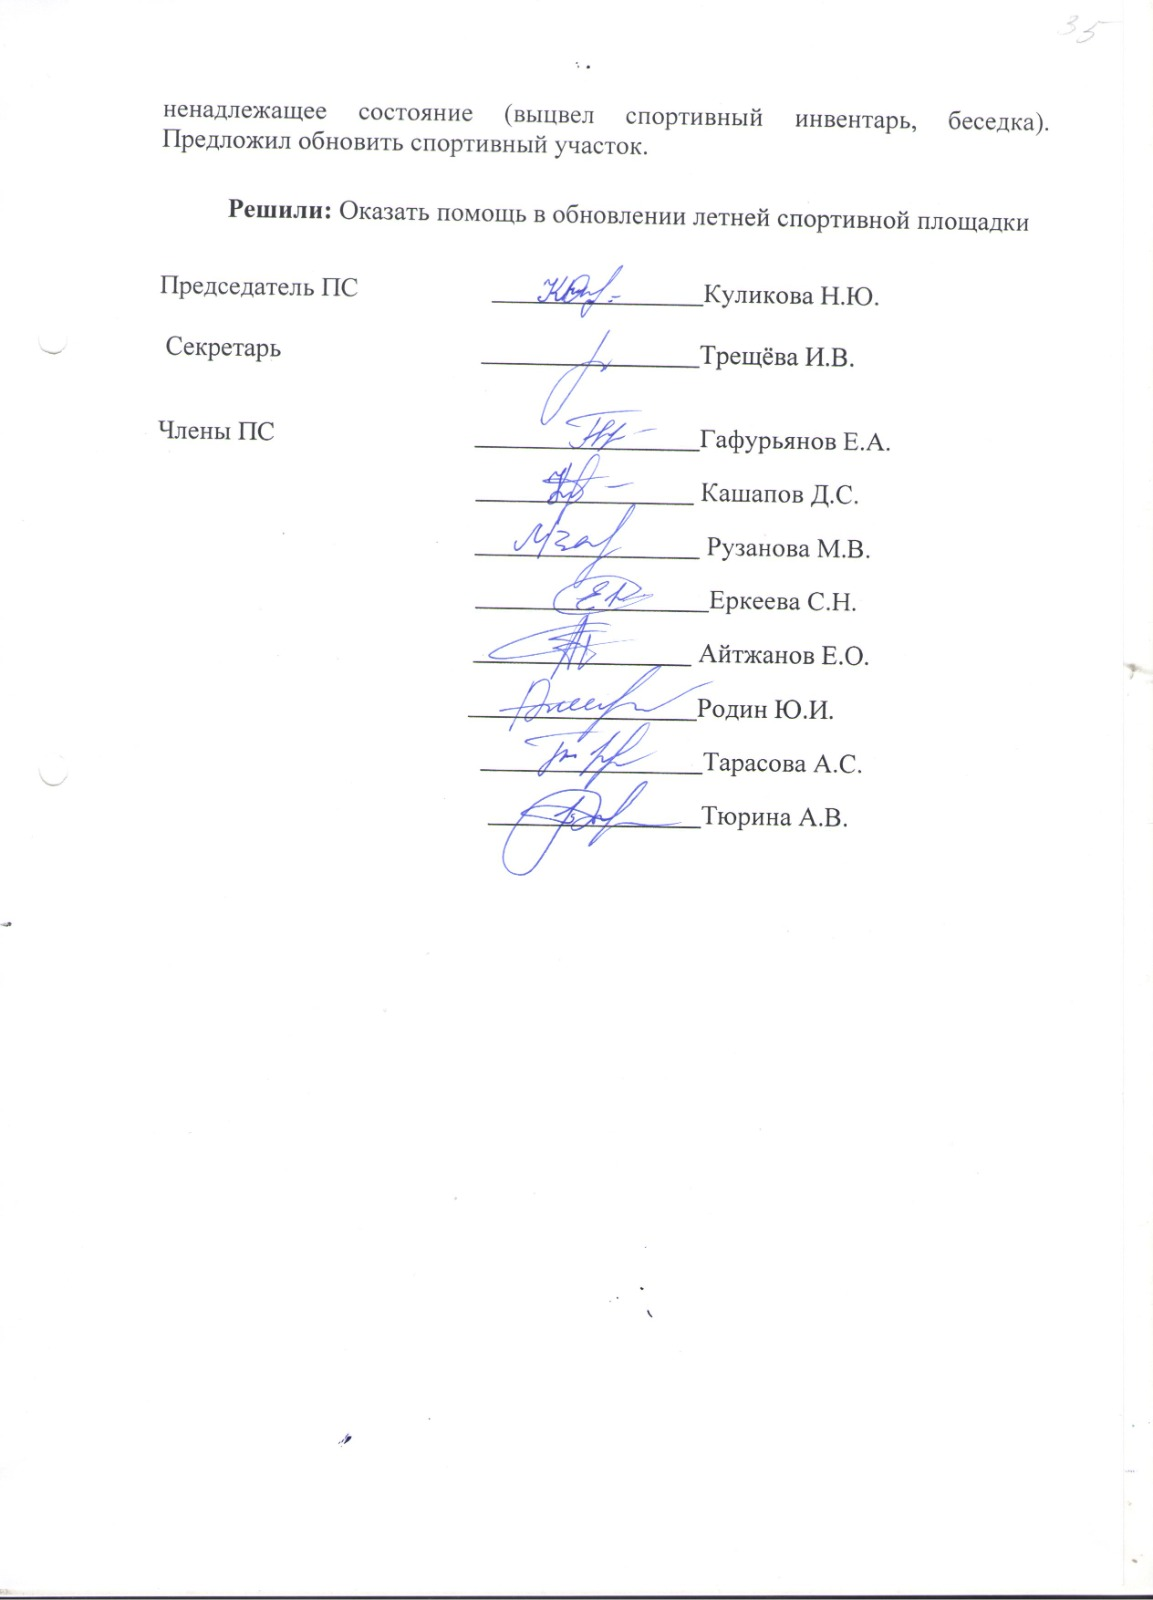 35
ненадлежащее состояние (выцвел спортивный инвентарь, беседка).
Предложил обновить спортивный участок.
Решили: Оказать помощь в обновлении летней спортивной площадки
Председатель ПС Куликова Н.Ю.
Секретарь Трещёва И.В.
Члены ПС Гафурьянов Е.А.
Кашапов Д.С.
Рузанова М.В.
Еркеева С.Н.
Айтжанов Е.О.
Родин Ю.И.
Тарасова А.С.
Тюрина А.В.